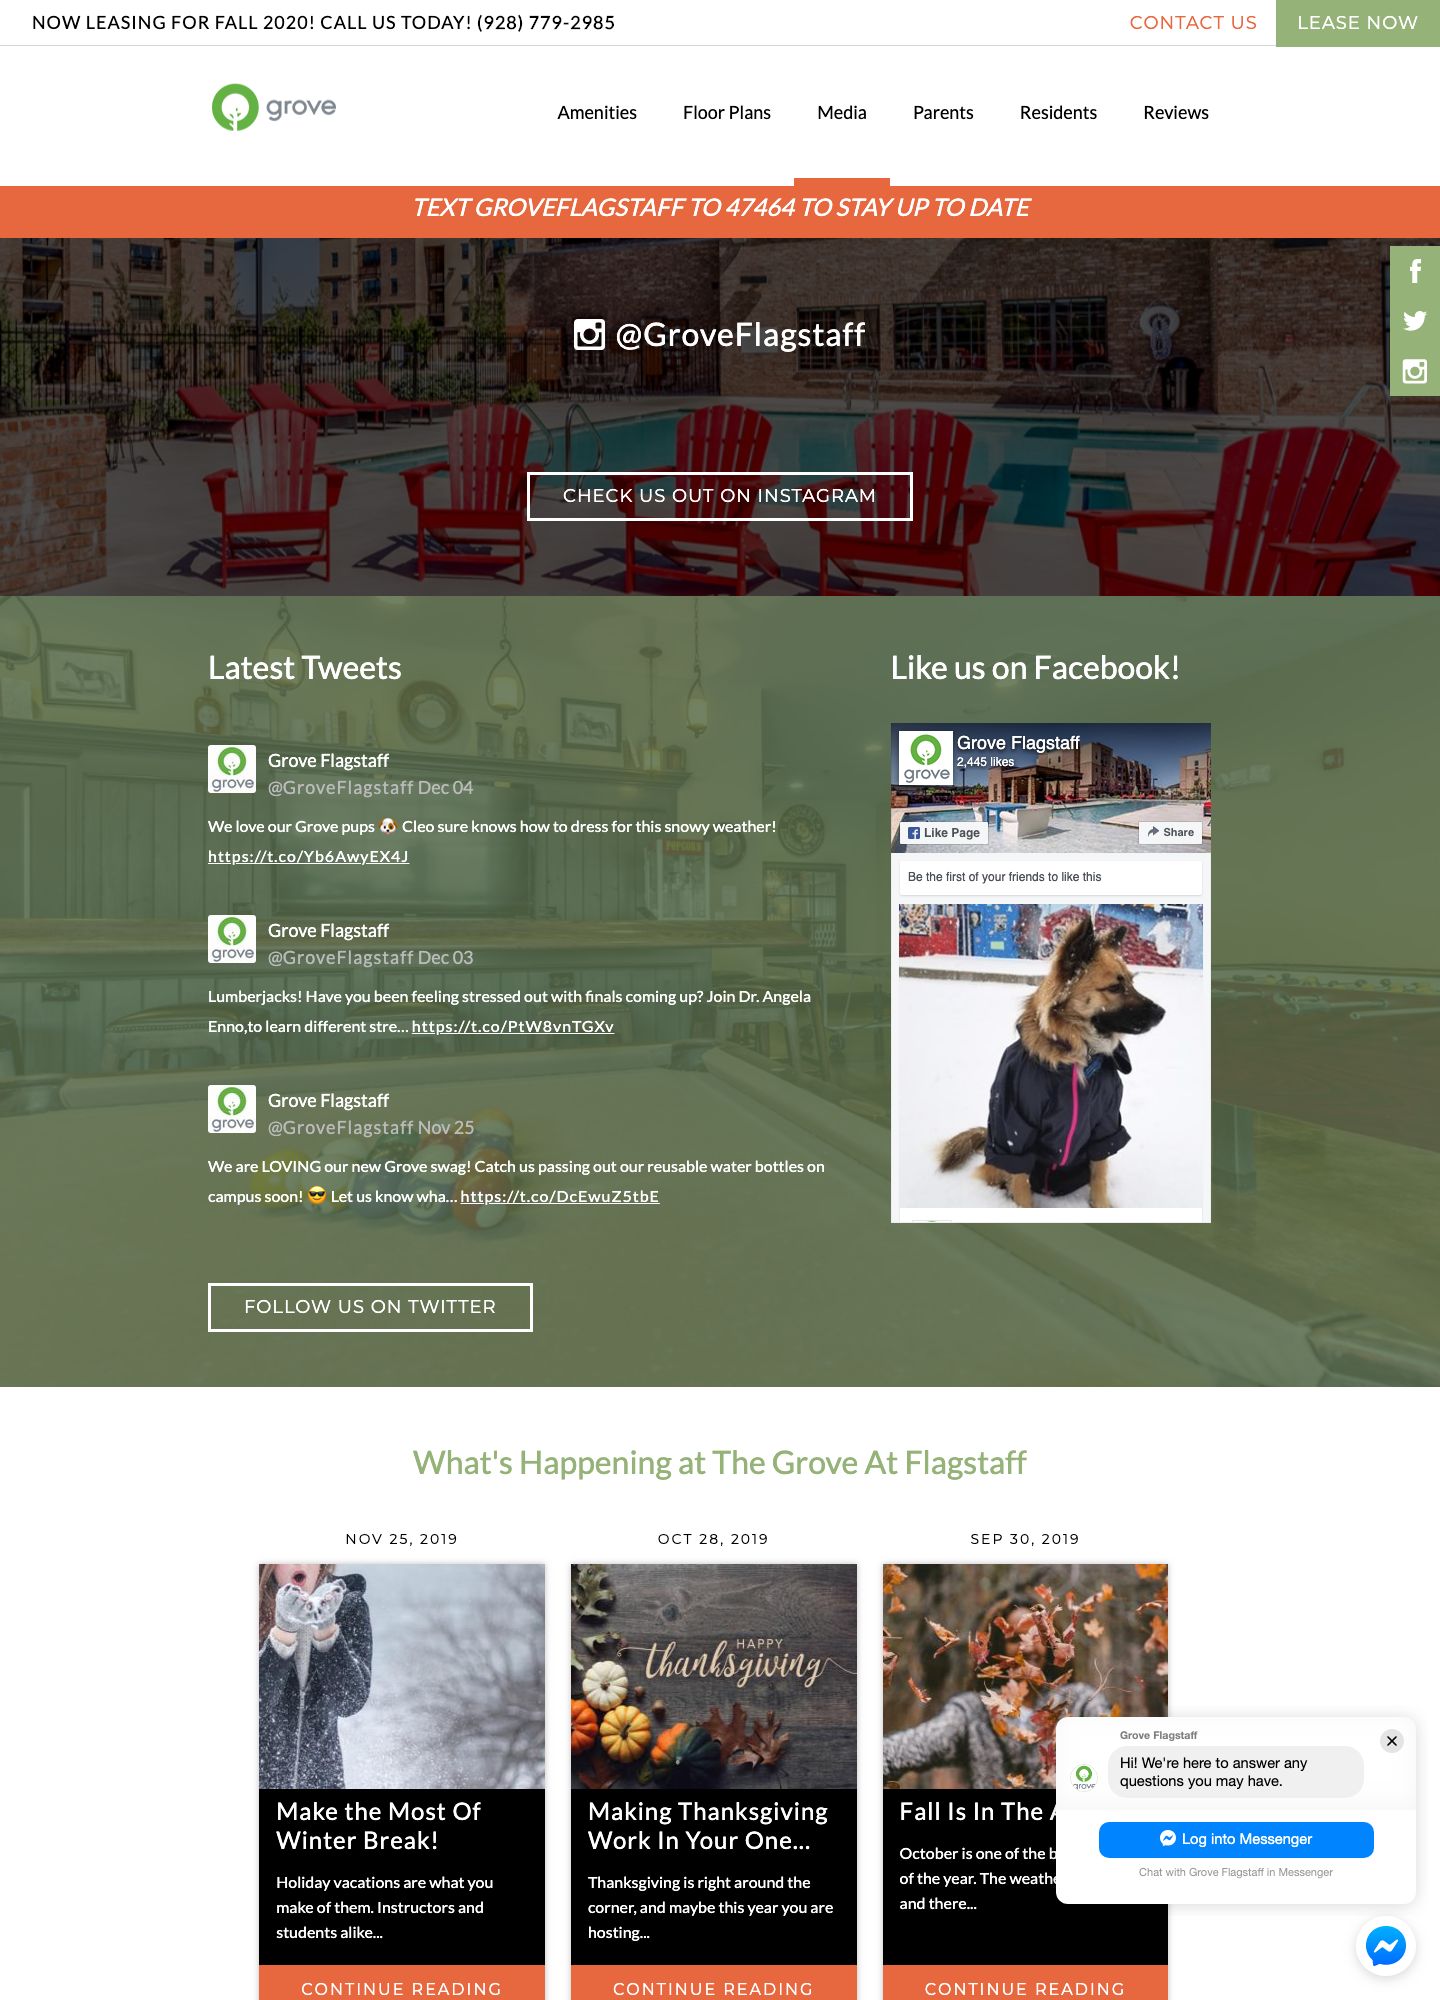 NOW LEASING FOR FALL 2020! CALL US TODAY! (928) 779-2985
CONTACT US
LEASE NOW
grove
Amenities
Floor Plans
Media
Parents
Residents
Reviews
TEXT GROVEFLAGSTAFF TO 47464 TO STAY UP TO DATE
@GroveFlagstaff
CHECK US OUT ON INSTAGRAM
Latest Tweets
grove
Grove Flagstaff
@GroveFlagstaff Dec 04
We love our Grove pups 🐶 Cleo sure knows how to dress for this snowy weather!
https://t.co/Yb6AwyEX4J
grove
Grove Flagstaff
@GroveFlagstaff Dec 03
Lumberjacks! Have you been feeling stressed out with finals coming up? Join Dr. Angela
Enno,to learn different stre... https://t.co/PtW8vnTGXv
grove
Grove Flagstaff
@GroveFlagstaff Nov 25
We are LOVING our new Grove swag! Catch us passing out our reusable water bottles on
campus soon! 😎 Let us know wha... https://t.co/DcEwuZ5tbE
FOLLOW US ON TWITTER
Like us on Facebook!
grove
Grove Flagstaff
2,445 likes
Like Page
Share
Be the first of your friends to like this
What's Happening at The Grove At Flagstaff
NOV 25, 2019
Make the Most Of
Winter Break!
Holiday vacations are what you
make of them. Instructors and
students alike...
CONTINUE READING
OCT 28, 2019
HAPPY
thanksgiving
Making Thanksgiving
Work In Your One...
Thanksgiving is right around the
corner, and maybe this year you are
hosting...
CONTINUE READING
SEP 30, 2019
Fall Is In The
October is one of the
of the year. The
and there...
CONTINUE READING
Grove Flagstaff
grove
Hi! We're here to answer any
questions you may have.
Log into Messenger
Chat with Grove Flagstaff in Messenger